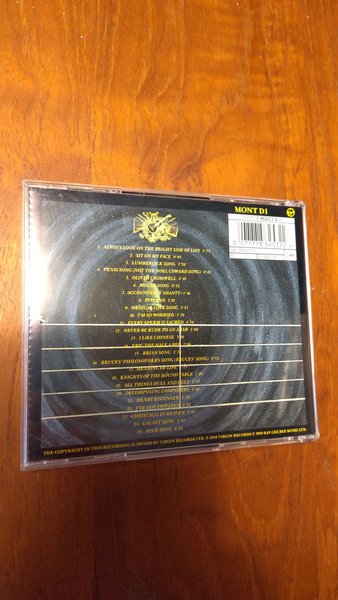 MONT D1
1. ALWAYS LOOK ON THE BRIGHT SIDE OF LIFE
2. SIT ON MY FACE
3. LUMBERJACK SONG
4. PENIS SONG (NOT THE NOEL COWARD SONG)
5. OLIVER CROMWELL
6. MONEY SONG
7. ACCOUNTANCY SHANTY
8. FINLAND
9. MEDICAL LOVE SONG
10. I'M SO WORRIED
11. EVERY SPERM IS SACRED
12. NEVER BE RUDE TO AN ARAB
13. I LIKE CHINESE
14. ERIC THE HALF A BEE
15. BRIAN SONG
16. BRUCES' PHILOSOPHERS SONG (BRUCES' SONG)
17. MEANING OF LIFE
18. KNIGHTS OF THE ROUND TABLE
19. ALL THINGS DULL AND UGLY
20. DECOMPOSING COMPOSERS
21. HENRY KISSINGER
22. I'VE GOT TWO LEGS
23. CHRISTMAS IN HEAVEN
24. GALAXY SONG
25. SPAM SONG
THE COPYRIGHT IN THIS RECORDING IS OWNED BY VIRGIN RECORDS LTD. ℗ 1989 VIRGIN RECORDS © 1989 KAY GEE BEE MUSIC LTD.